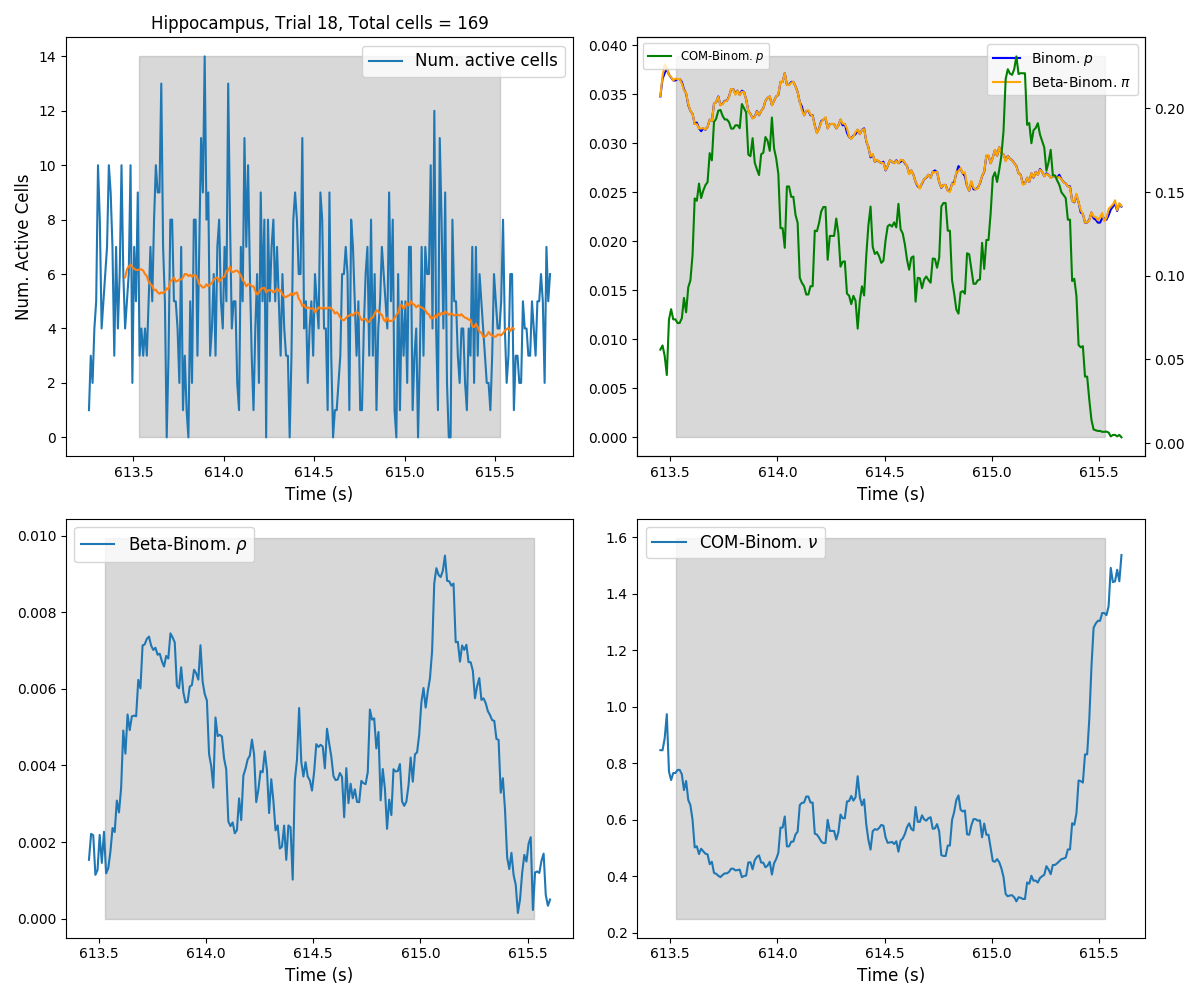 Hippocampus, Trial 18, Total cells = 169
Num. active cells
Num. Active Cells
14
12
10
8
6
4
2
0
613.5 614.0 614.5 615.0 615.5
Time (s)
COM-Binom. p
Binom. p
Beta-Binom. π
0.040
0.035
0.030
0.025
0.020
0.015
0.010
0.005
0.000
0.20
0.15
0.10
0.05
0.00
613.5 614.0 614.5 615.0 615.5
Time (s)
Beta-Binom. ρ
0.010
0.008
0.006
0.004
0.002
0.000
613.5 614.0 614.5 615.0 615.5
Time (s)
COM-Binom. ν
1.6
1.4
1.2
1.0
0.8
0.6
0.4
0.2
613.5 614.0 614.5 615.0 615.5
Time (s)